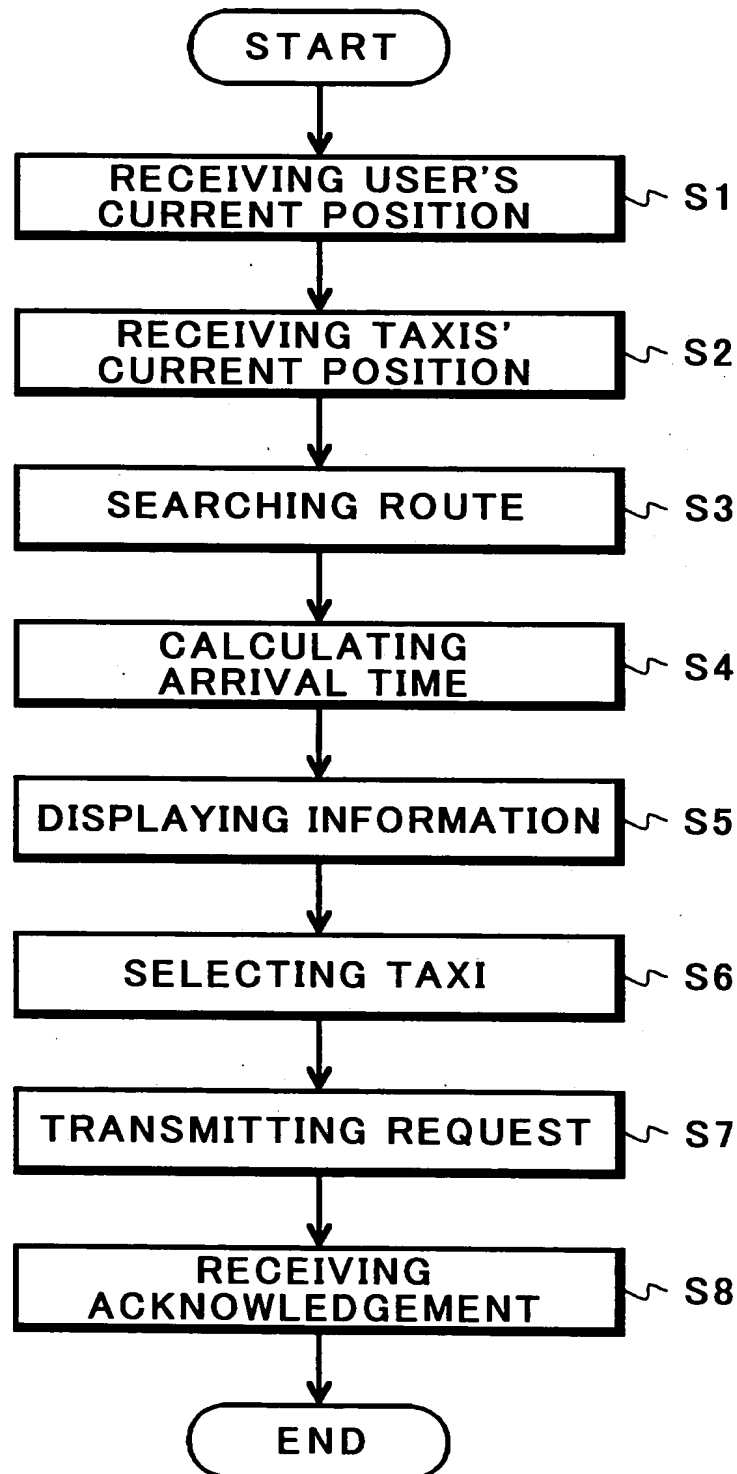 START
RECEIVING USER'S
CURRENT POSITION
S1
RECEIVING TAXIS'
CURRENT POSITION
S2
SEARCHING ROUTE
S3
CALCULATING
ARRIVAL TIME
S4
DISPLAYING INFORMATION
S5
SELECTING TAXI
S6
TRANSMITTING REQUEST
S7
RECEIVING
ACKNOWLEDGEMENT
S8
END